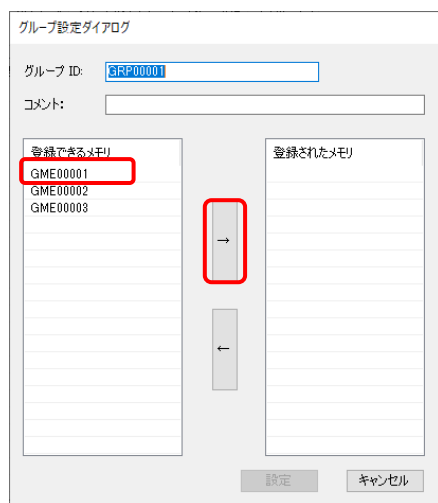 グループ設定ダイアログ
グループ ID: GRP00001
コメント:
登録できるメモリ 登録されたメモリ
GME00001
GME00002
GME00003
→
←
設定 キャンセル